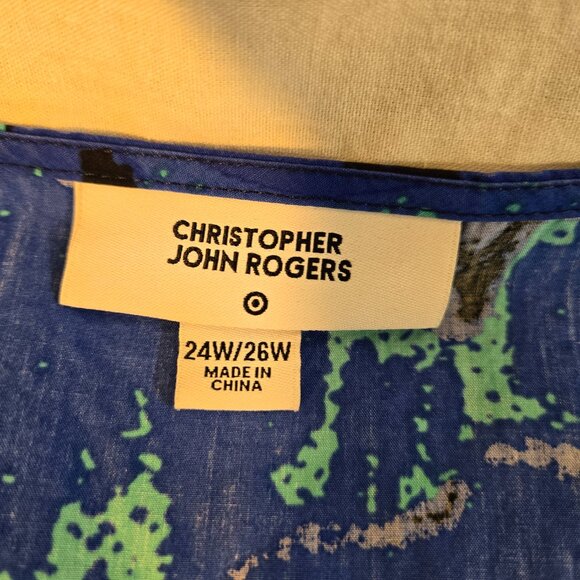 CHRISTOPHER
JOHN ROGERS
24W/26W
MADE IN
CHINA